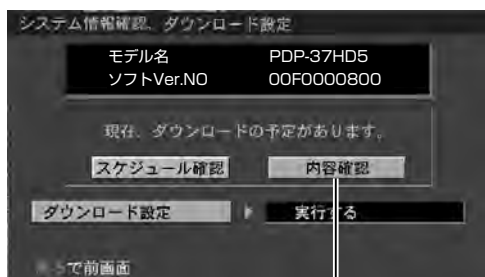 システム情報確認、ダウンロード設定
モデル名 PDP-37HD5
ソフトVer.NO 00F0000800
現在、ダウンロードの予定があります。
スケジュール確認 内容確認
ダウンロード設定 実行する
で前画面